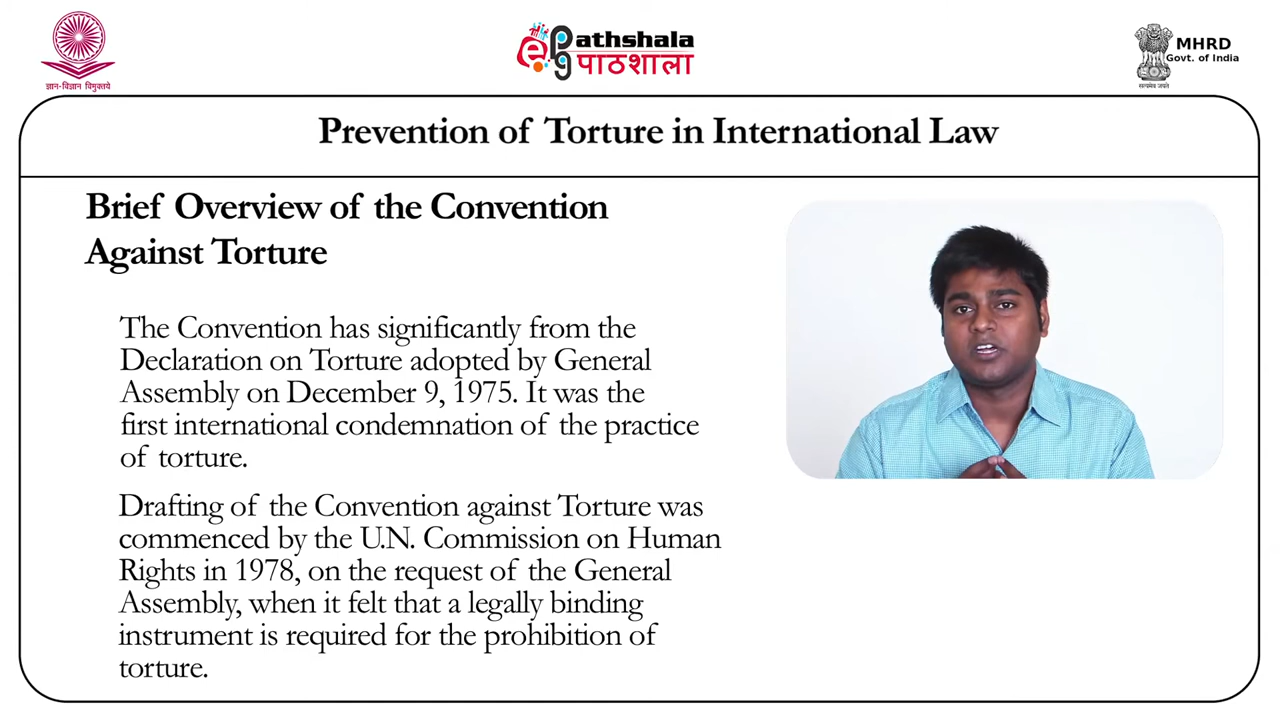 ज्ञान-विज्ञान विमुक्तये
epg Pathshala
पाठशाला
MHRD
Govt. of India
सत्यमेव जयते
Prevention of Torture in International Law
Brief Overview of the Convention
Against Torture
The Convention has significantly from the
Declaration on Torture adopted by General
Assembly on December 9, 1975. It was the
first international condemnation of the practice
of torture.
Drafting of the Convention against Torture was
commenced by the U.N. Commission on Human
Rights in 1978, on the request of the General
Assembly, when it felt that a legally binding
instrument is required for the prohibition of
torture.